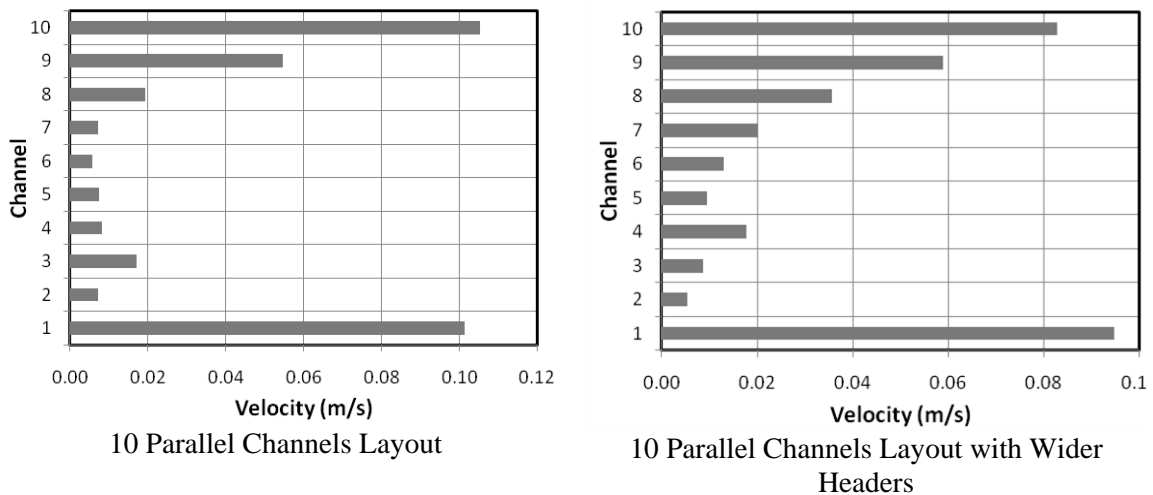 10
9
8
7
6
5
4
3
2
1
Channel
0.00 0.02 0.04 0.06 0.08 0.10 0.12
Velocity (m/s)
10 Parallel Channels Layout
10
9
8
7
6
5
4
3
2
1
Channel
0.00 0.02 0.04 0.06 0.08 0.1
Velocity (m/s)
10 Parallel Channels Layout with Wider
Headers